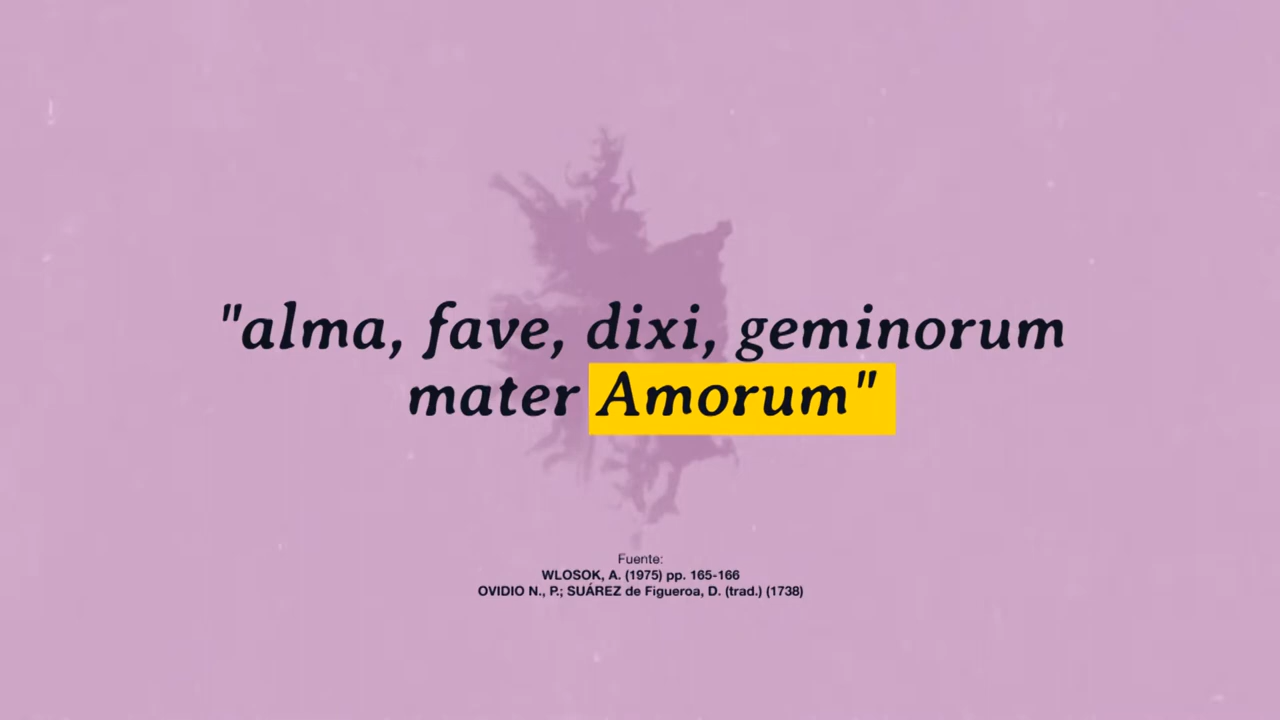 "alma, fave, dixi, geminorum
mater Amorum"
Fuente:
WLOSOK, A. (1975) pp. 165-166
OVIDIO N., P.; SUÁREZ de Figueroa, D. (trad.) (1738)